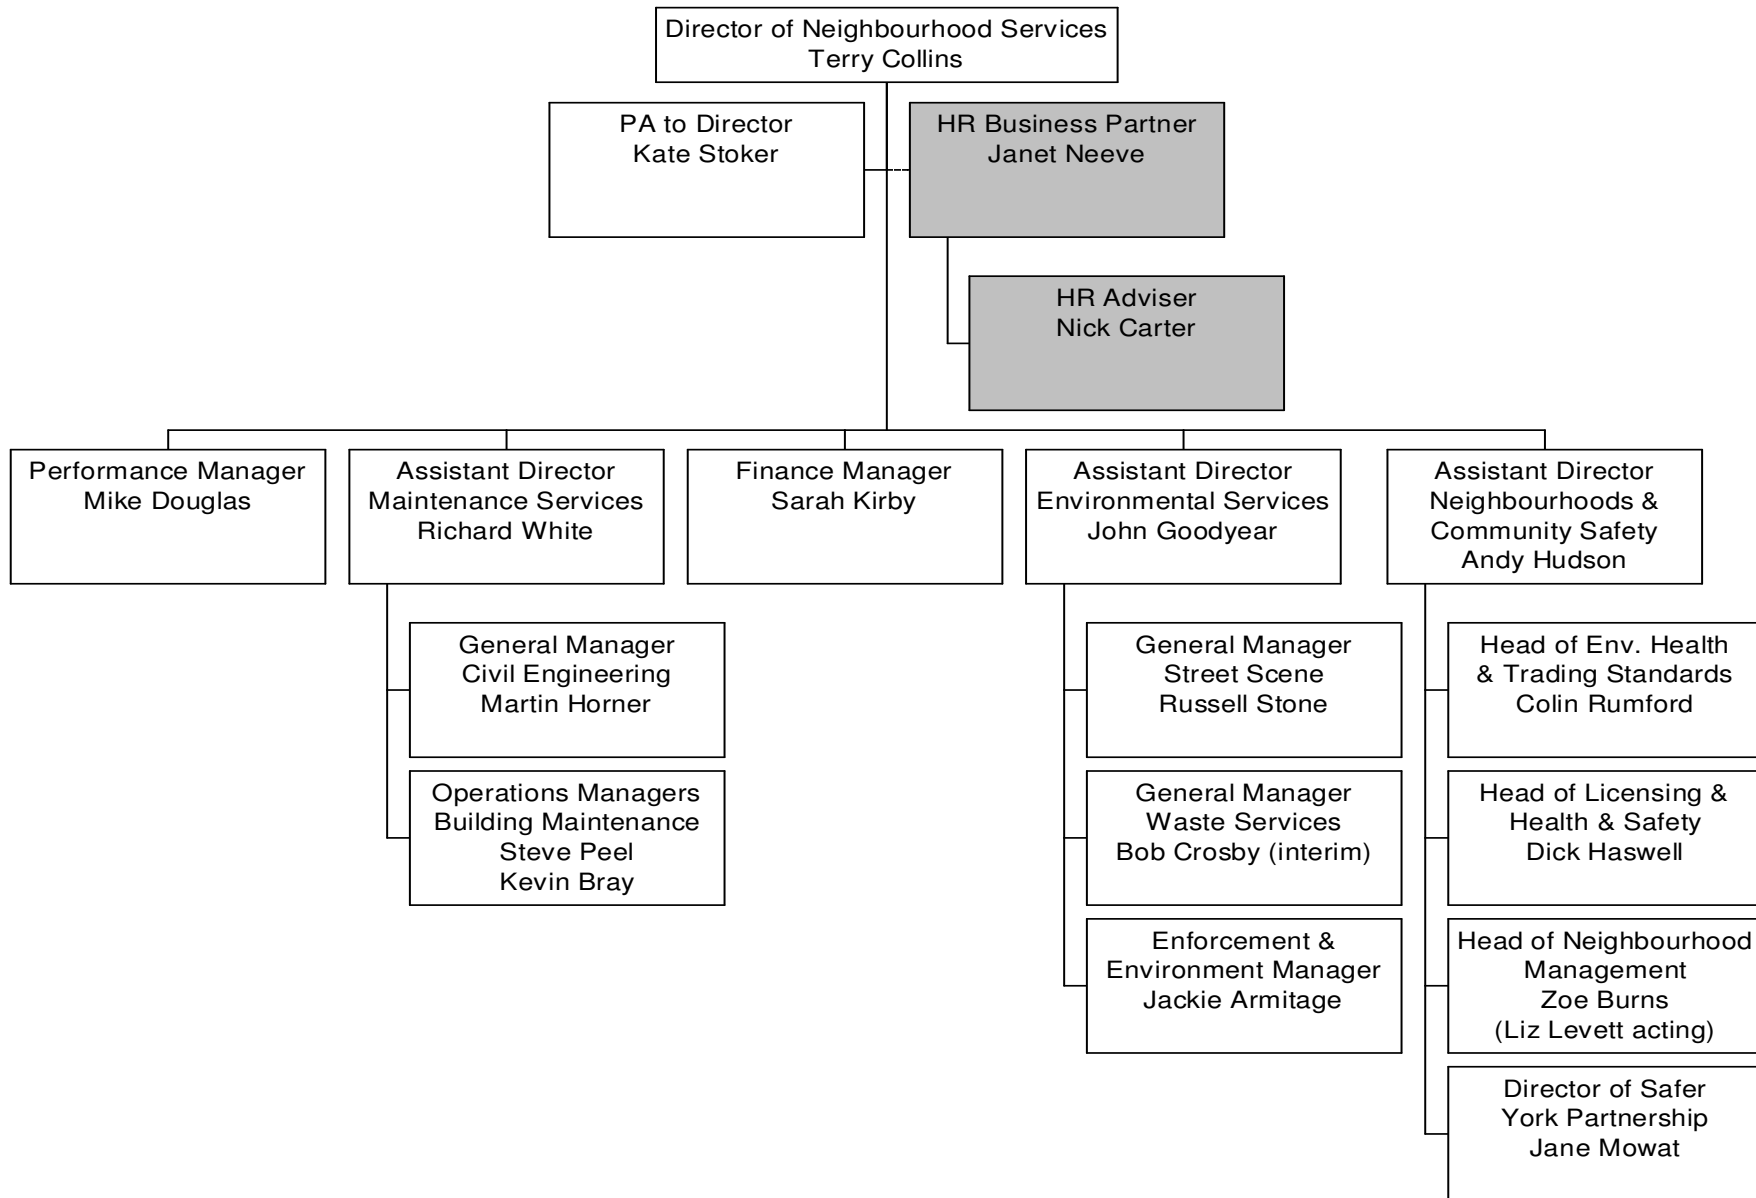 Director of Neighbourhood Services
Terry Collins
PA to Director
Kate Stoker
HR Business Partner
Janet Neeve
HR Adviser
Nick Carter
Performance Manager
Mike Douglas
Assistant Director
Maintenance Services
Richard White
Finance Manager
Sarah Kirby
Assistant Director
Environmental Services
John Goodyear
Assistant Director
Neighbourhoods &
Community Safety
Andy Hudson
General Manager
Civil Engineering
Martin Horner
Operations Managers
Building Maintenance
Steve Peel
Kevin Bray
General Manager
Street Scene
Russell Stone
General Manager
Waste Services
Bob Crosby (interim)
Enforcement &
Environment Manager
Jackie Armitage
Head of Env. Health
& Trading Standards
Colin Rumford
Head of Licensing &
Health & Safety
Dick Haswell
Head of Neighbourhood
Management
Zoe Burns
(Liz Levett acting)
Director of Safer
York Partnership
Jane Mowat